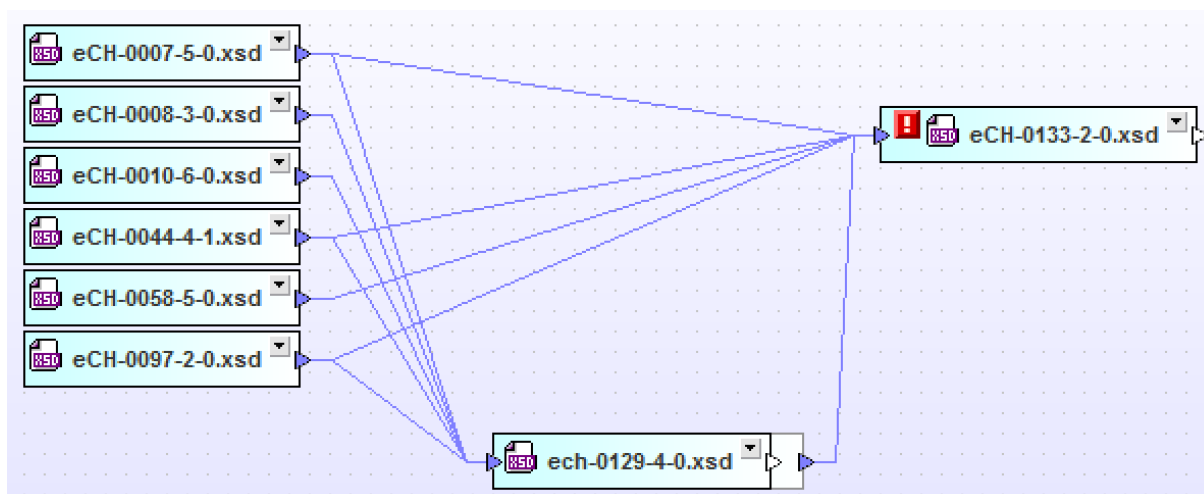 eCH-0007-5-0.xsd
eCH-0008-3-0.xsd
eCH-0133-2-0.xsd
eCH-0010-6-0.xsd
eCH-0044-4-1.xsd
eCH-0058-5-0.xsd
eCH-0097-2-0.xsd
ech-0129-4-0.xsd